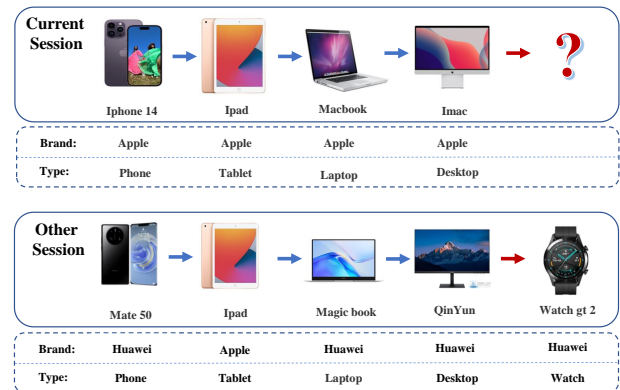 Current
Session
?
Iphone 14 Ipad Macbook Imac
Brand: Apple Apple Apple Apple
Type: Phone Tablet Laptop Desktop
Other
Session
Mate 50 Ipad Magic book QinYun Watch gt 2
Brand: Huawei Apple Huawei Huawei Huawei
Type: Phone Tablet Laptop Desktop Watch